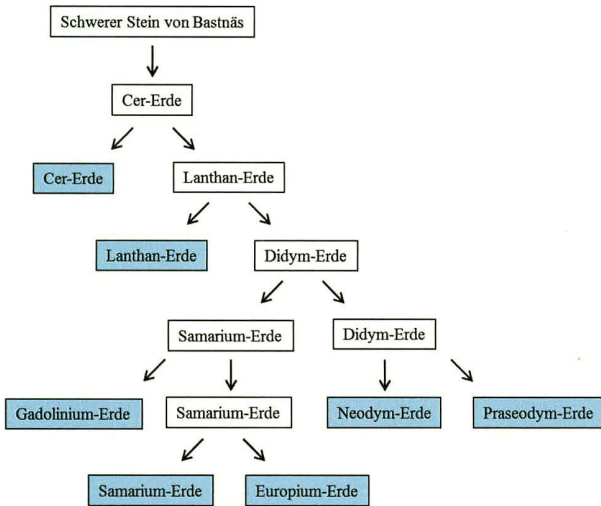 Schwerer Stein von Bastnäs
Cer-Erde
Cer-Erde
Lanthan-Erde
Lanthan-Erde
Didym-Erde
Samarium-Erde
Didym-Erde
Gadolinium-Erde
Samarium-Erde
Neodym-Erde
Praseodym-Erde
Samarium-Erde
Europium-Erde